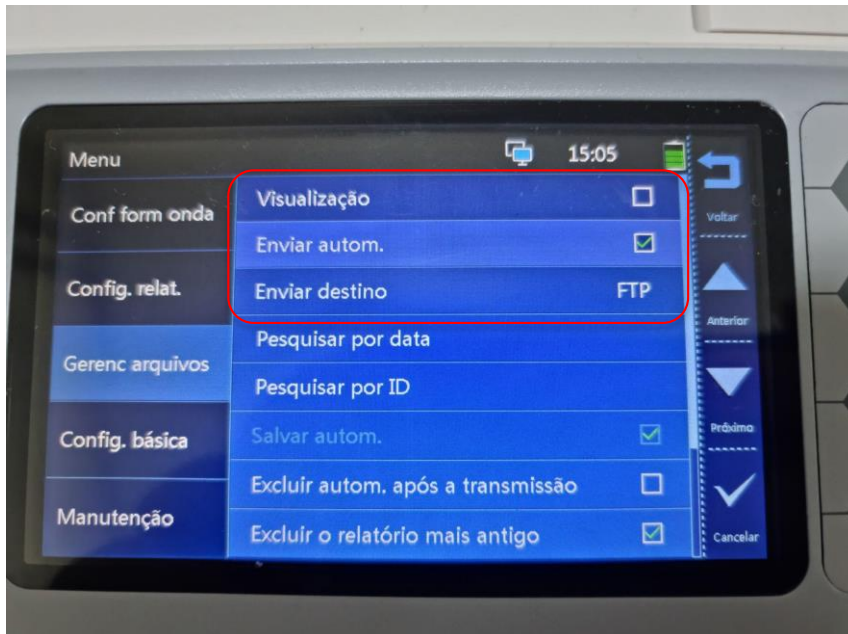 Menu
15:05
Conf form onda
Config. relat.
Gerenc arquivos
Config. básica
Manutenção
Visualização
Enviar autom.
Enviar destino FTP
Pesquisar por data
Pesquisar por ID
Salvar autom.
Excluir autom. após a transmissão
Excluir o relatório mais antigo
Voltar
Anterior
Próximo
Cancelar